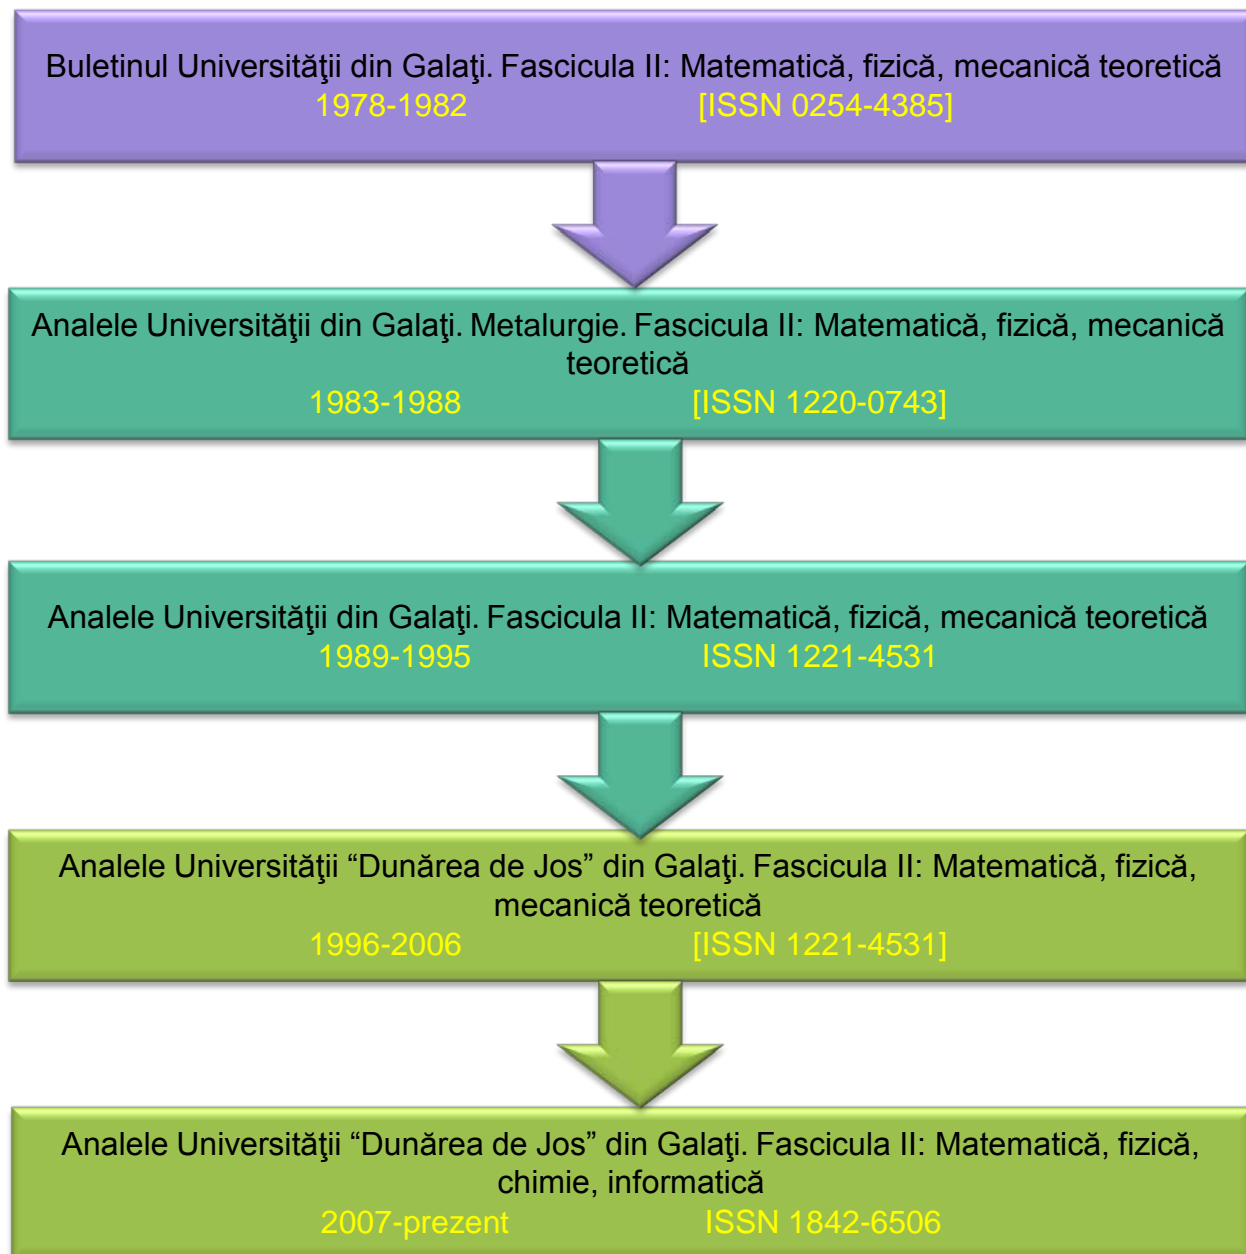 Buletinul Universităţii din Galaţi. Fascicula II: Matematică, fizică, mecanică teoretică
1978-1982 [ISSN 0254-4385]
Analele Universităţii din Galaţi. Metalurgie. Fascicula II: Matematică, fizică, mecanică
teoretică
1983-1988 [ISSN 1220-0743]
Analele Universităţii din Galaţi. Fascicula II: Matematică, fizică, mecanică teoretică
1989-1995 ISSN 1221-4531
Analele Universităţii “Dunărea de Jos” din Galaţi. Fascicula II: Matematică, fizică,
mecanică teoretică
1996-2006 [ISSN 1221-4531]
Analele Universităţii “Dunărea de Jos” din Galaţi. Fascicula II: Matematică, fizică,
chimie, informatică
2007-prezent ISSN 1842-6506